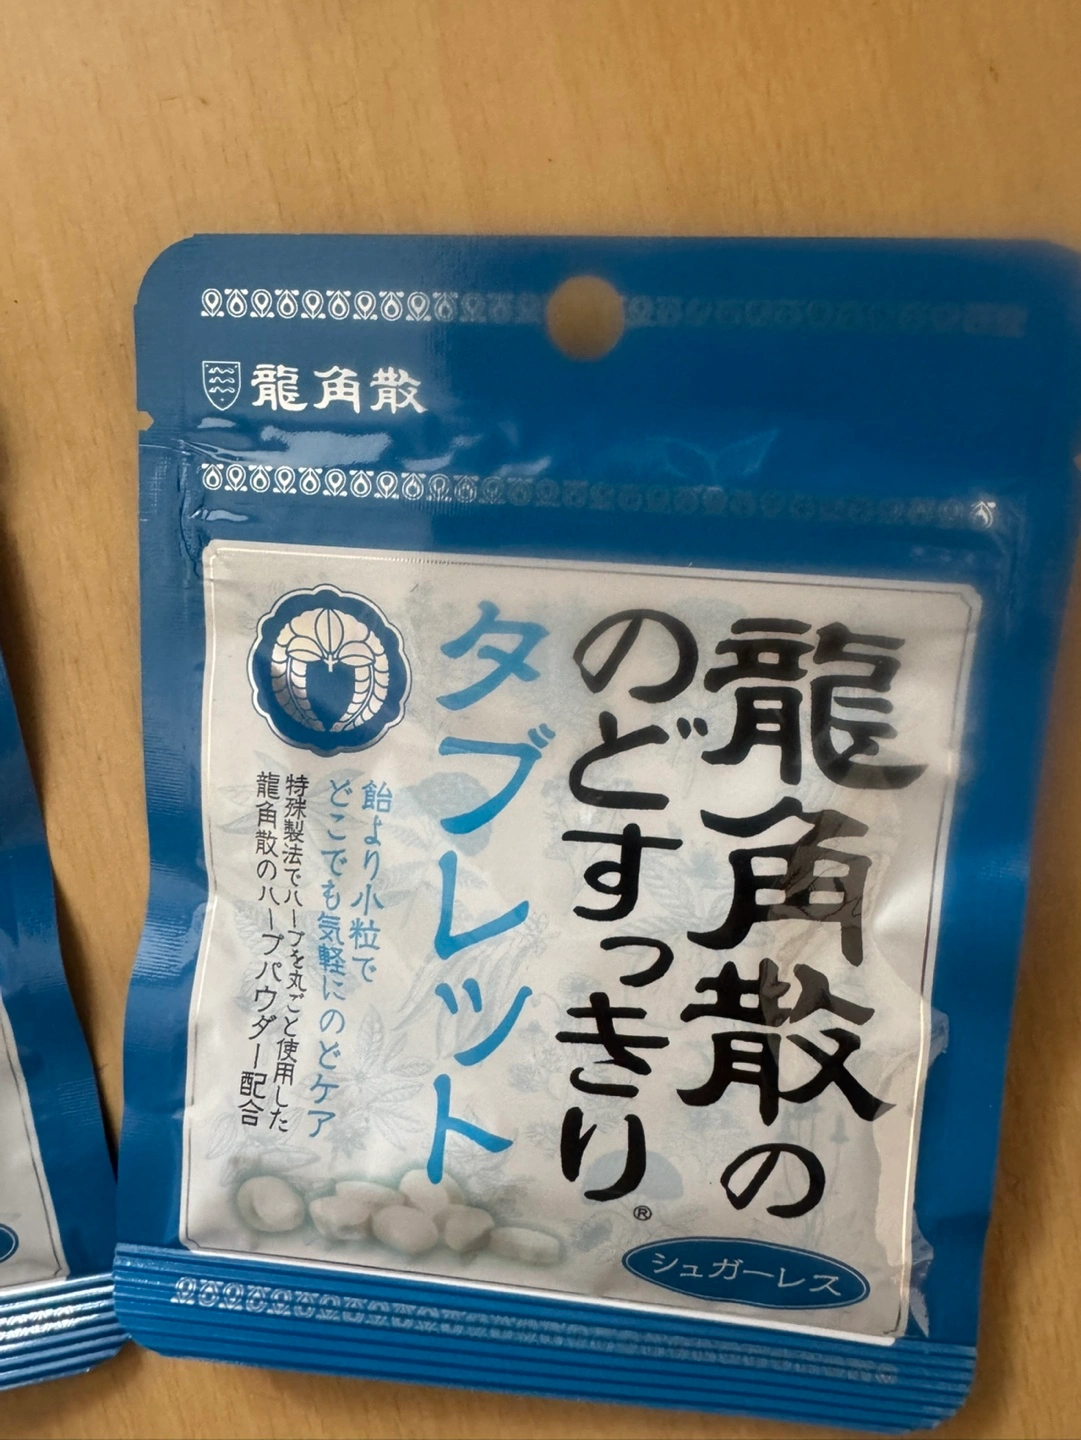 龍角散
龍角散の
のどすっきり®
タブレット
飴より小粒で
どこでも気軽にのどケア
特殊製法でハーブを丸ごと使用した
龍角散のハーブパウダー配合
シュガーレス